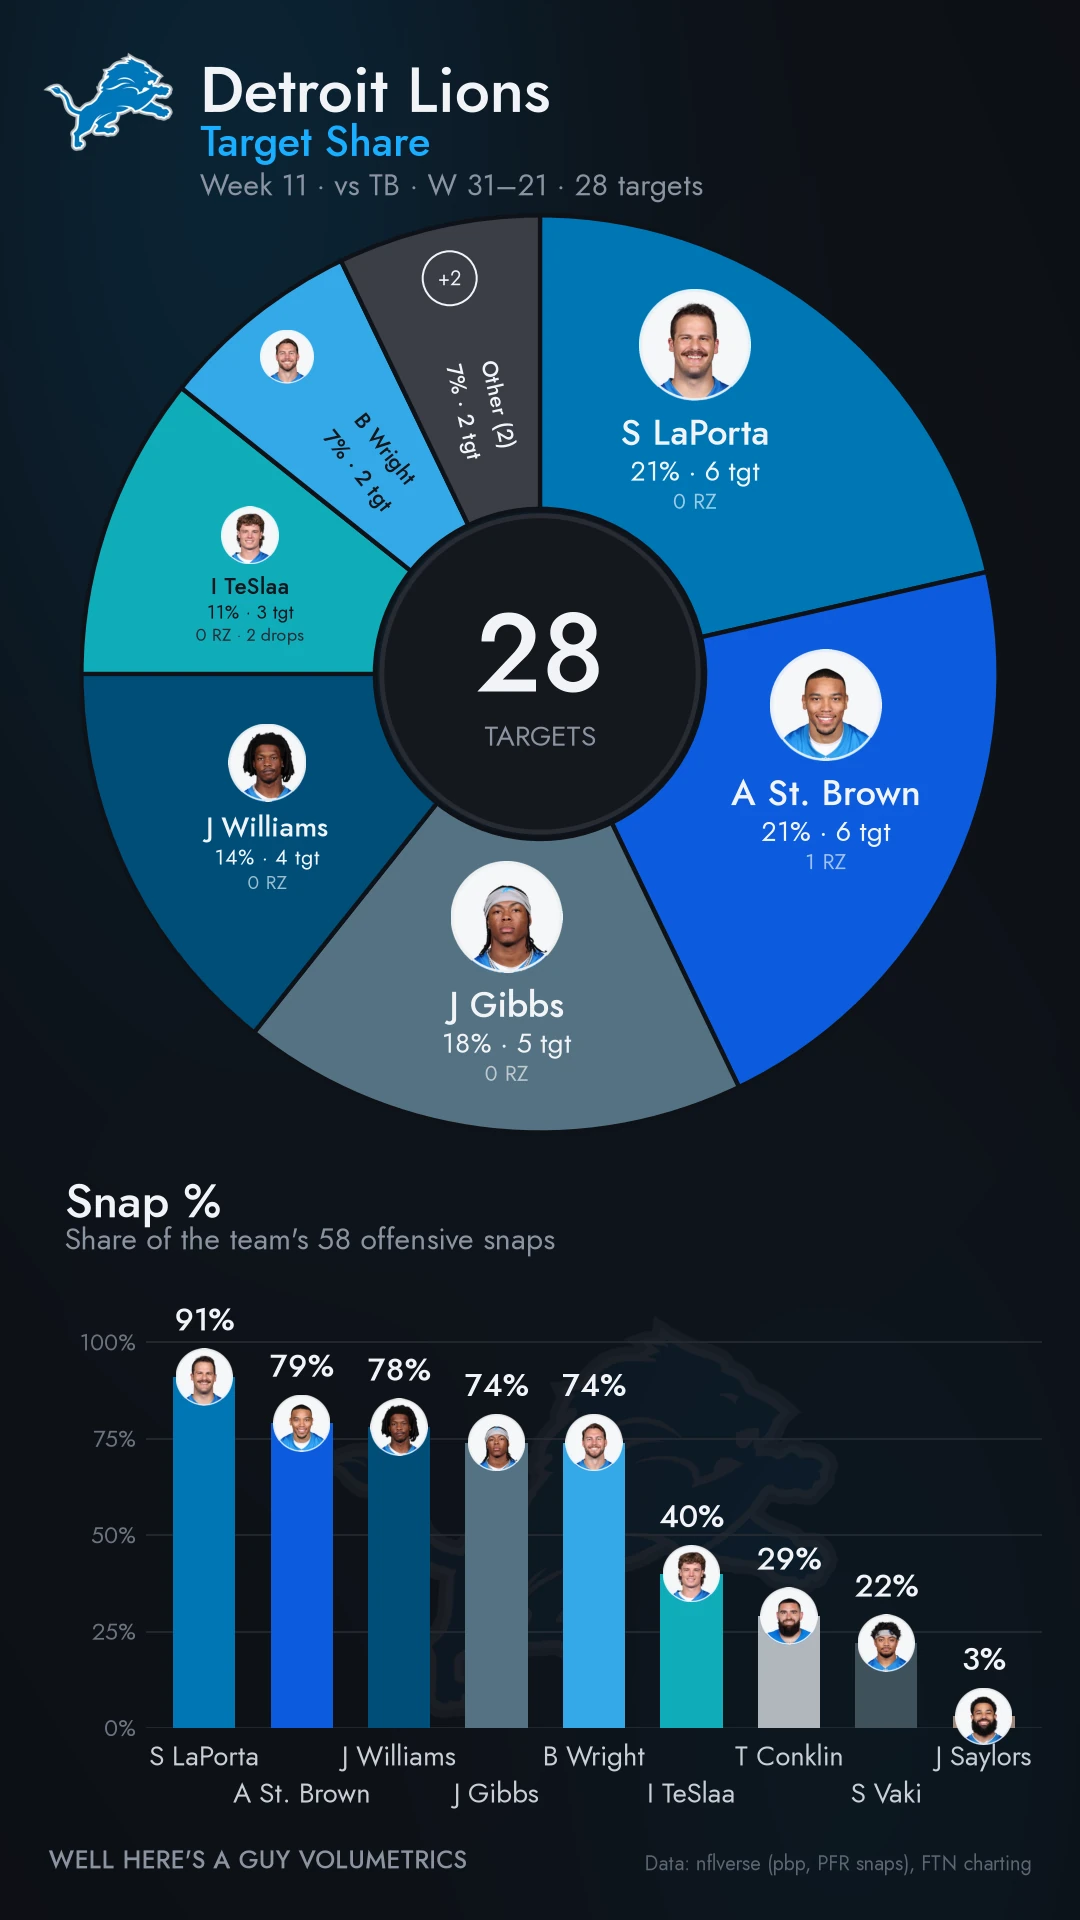 Detroit Lions
Target Share
Week 11 · vs TB · W 31–21 · 28 targets
+2
Other (2)
7% · 2 tgt
B Wright
7% · 2 tgt
S LaPorta
21% · 6 tgt
0 RZ
I TeSlaa
11% · 3 tgt
0 RZ · 2 drops
28
TARGETS
A St. Brown
21% · 6 tgt
1 RZ
J Williams
14% · 4 tgt
0 RZ
J Gibbs
18% · 5 tgt
0 RZ
Snap %
Share of the team's 58 offensive snaps
91%
79%
78%
74%
74%
40%
29%
22%
3%
100%
75%
50%
25%
0%
S LaPorta
A St. Brown
J Williams
J Gibbs
B Wright
I TeSlaa
T Conklin
S Vaki
J Saylors
WELL HERE'S A GUY VOLUMETRICS
Data: nflverse (pbp, PFR snaps), FTN charting